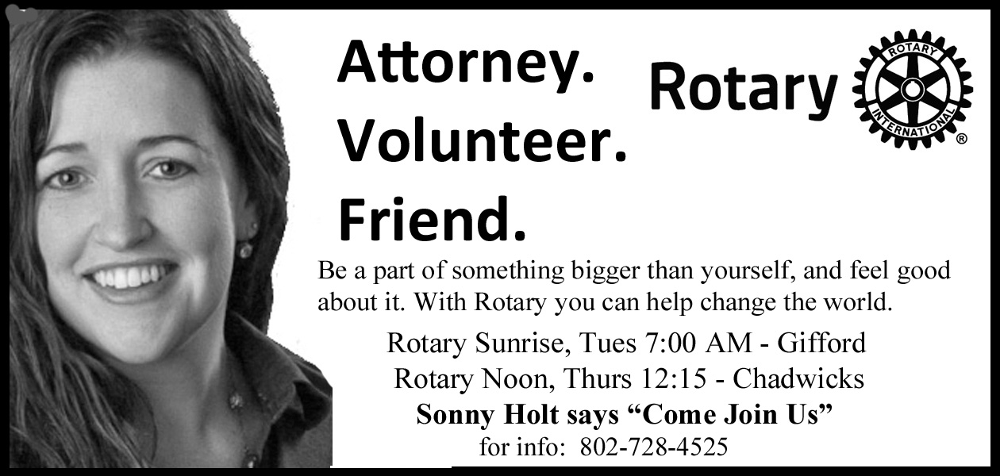 Attorney.
Volunteer.
Friend.
Rotary
ROTARY
INTERNATIONAL
®
Be a part of something bigger than yourself, and feel good
about it. With Rotary you can help change the world.
Rotary Sunrise, Tues 7:00 AM - Gifford
Rotary Noon, Thurs 12:15 - Chadwicks
Sonny Holt says “Come Join Us”
for info:  802-728-4525